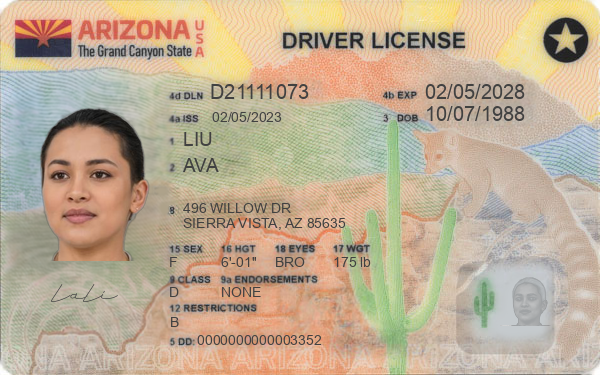 ARIZONA USA
The Grand Canyon State
DRIVER LICENSE
4d DLN D21111073
4b EXP 02/05/2028
4a ISS 02/05/2023
3 DOB 10/07/1988
1 LIU
2 AVA
8 496 WILLOW DR
SIERRA VISTA, AZ 85635
15 SEX 16 HGT 18 EYES 17 WGT
F 6'-01" BRO 175 lb
9 CLASS 9a ENDORSEMENTS
D NONE
12 RESTRICTIONS
B
5 DD: 0000000000003352
ARIZONA ARIZONA ARIZONA ARIZONA